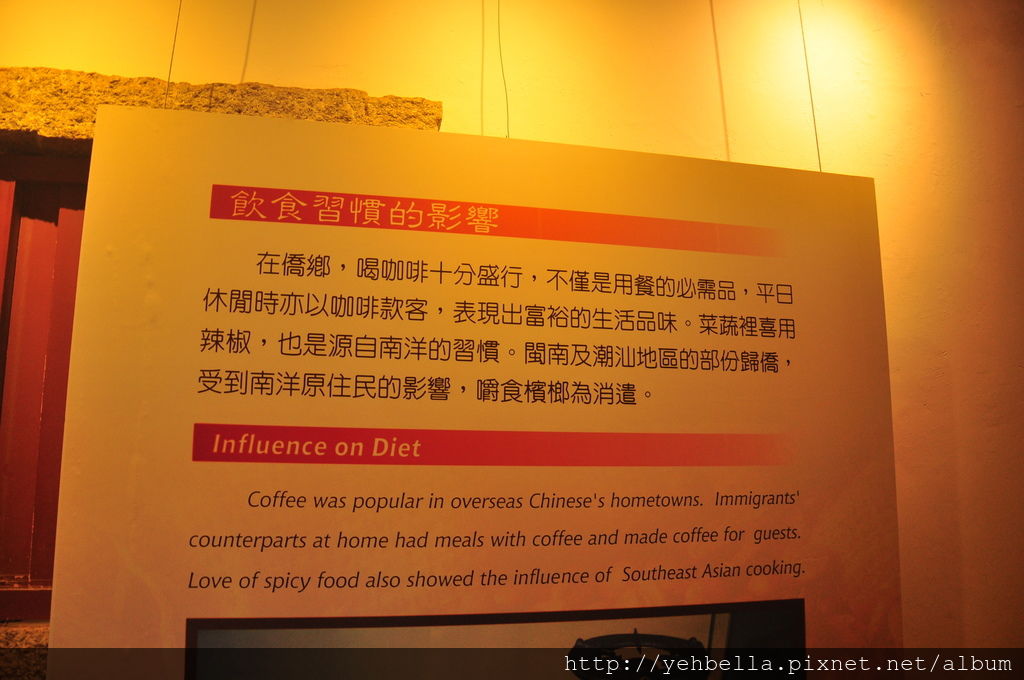 飲食習慣的影響
在僑鄉，喝咖啡十分盛行，不僅是用餐的必需品，平日
休閒時亦以咖啡款客，表現出富裕的生活品味。菜蔬裡喜用
辣椒，也是源自南洋的習慣。閩南及潮汕地區的部份歸僑，
受到南洋原住民的影響，嚼食檳榔為消遣。
Influence on Diet
Coffee was popular in overseas Chinese's hometowns. Immigrants'
counterparts at home had meals with coffee and made coffee for guests.
Love of spicy food also showed the influence of Southeast Asian cooking.
http://yehbella.pixnet.net/album